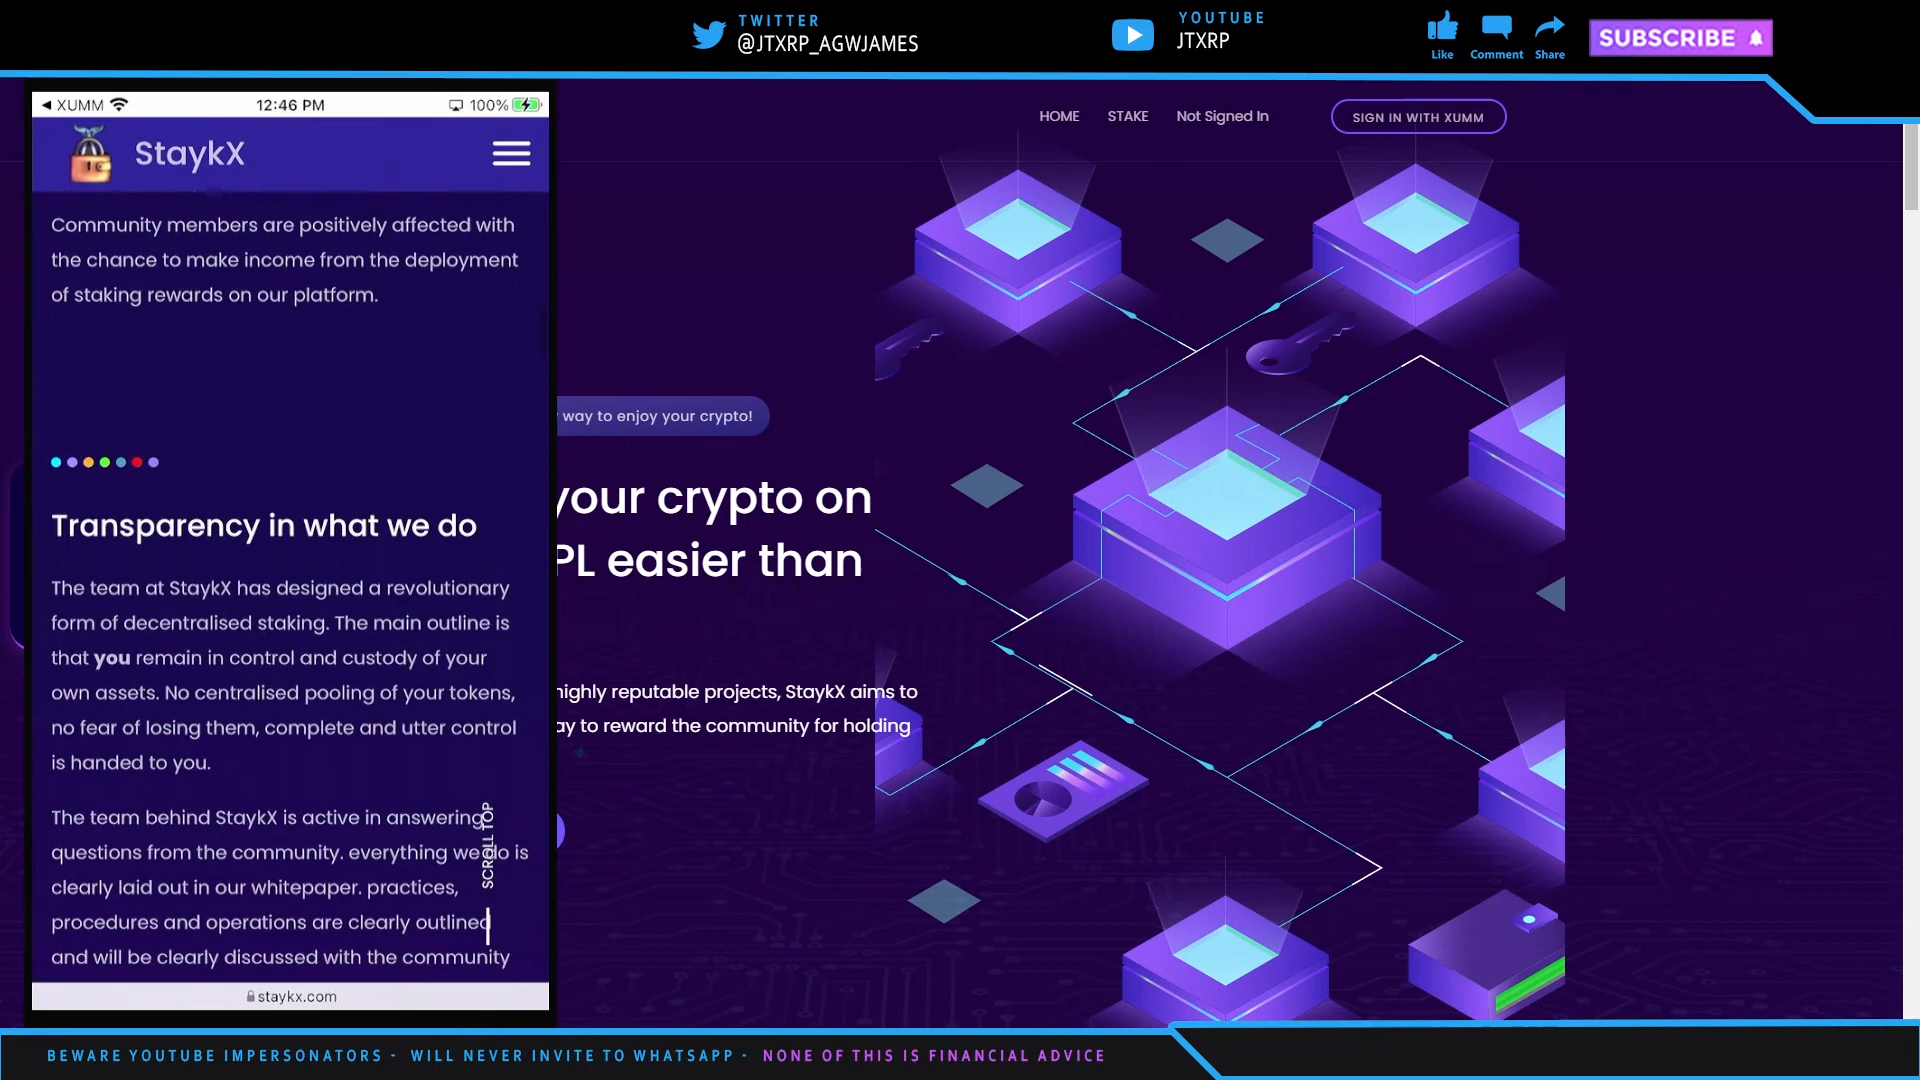 TWITTER
@JTXRP_AGWJAMES
YOUTUBE
JTXRP
Like
Comment
Share
SUBSCRIBE
XUMM
12:46 PM
100%
StaykX
Community members are positively affected with
the chance to make income from the deployment
of staking rewards on our platform.
Transparency in what we do
The team at StaykX has designed a revolutionary
form of decentralised staking. The main outline is
that you remain in control and custody of your
own assets. No centralised pooling of your tokens,
no fear of losing them, complete and utter control
is handed to you.
The team behind StaykX is active in answering
questions from the community. everything we do is
clearly laid out in our whitepaper. practices,
procedures and operations are clearly outlined
and will be clearly discussed with the community
SCROLL TOP
staykx.com
HOME
STAKE
Not Signed In
SIGN IN WITH XUMM
way to enjoy your crypto!
your crypto on
PL easier than
highly reputable projects, StaykX aims to
ay to reward the community for holding
BEWARE YOUTUBE IMPERSONATORS - WILL NEVER INVITE TO WHATSAPP - NONE OF THIS IS FINANCIAL ADVICE